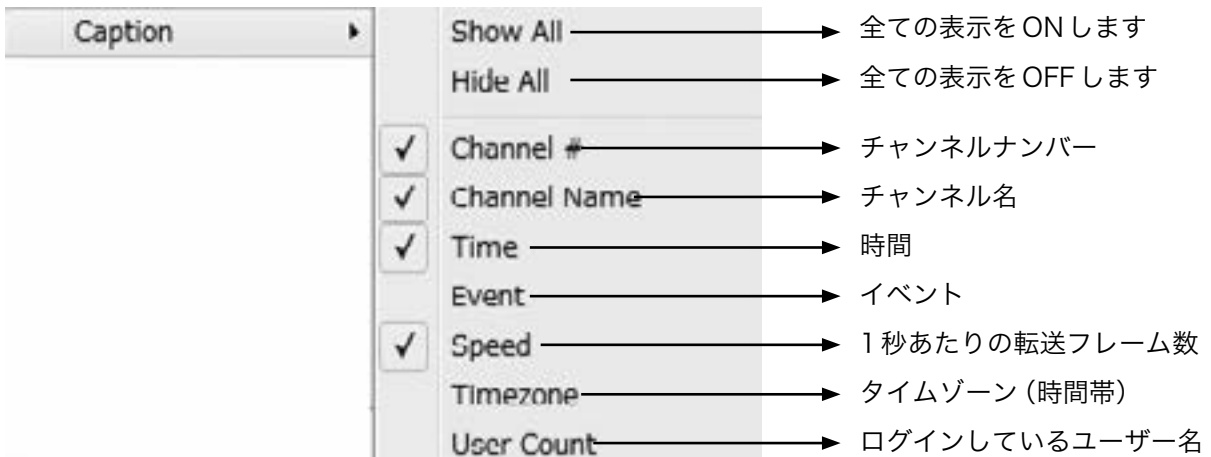 Caption
Show All 全ての表示をONします
Hide All 全ての表示をOFFします
Channel # チャンネルナンバー
Channel Name チャンネル名
Time 時間
Event イベント
Speed 1秒あたりの転送フレーム数
Timezone タイムゾーン（時間帯）
User Count ログインしているユーザー名